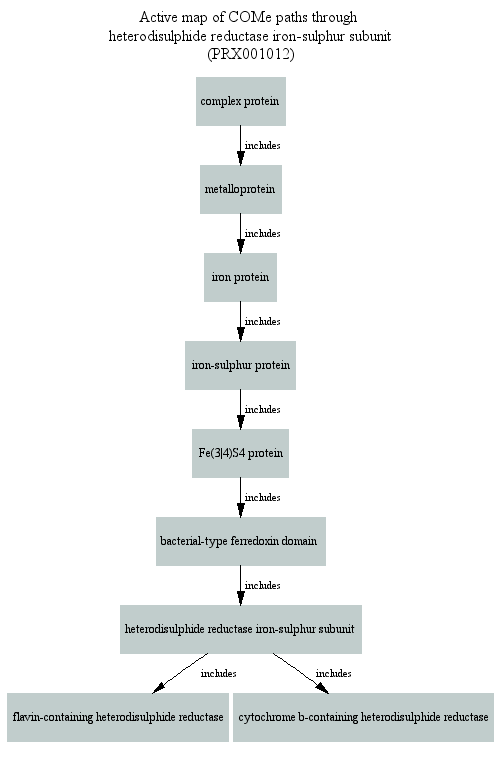 Active map of COMe paths through
heterodisulphide reductase iron-sulphur subunit
(PRX001012)
complex protein
includes
metalloprotein
includes
iron protein
includes
iron-sulphur protein
includes
Fe(3|4)S4 protein
includes
bacterial-type ferredoxin domain
includes
heterodisulphide reductase iron-sulphur subunit
includes
includes
flavin-containing heterodisulphide reductase
cytochrome b-containing heterodisulphide reductase